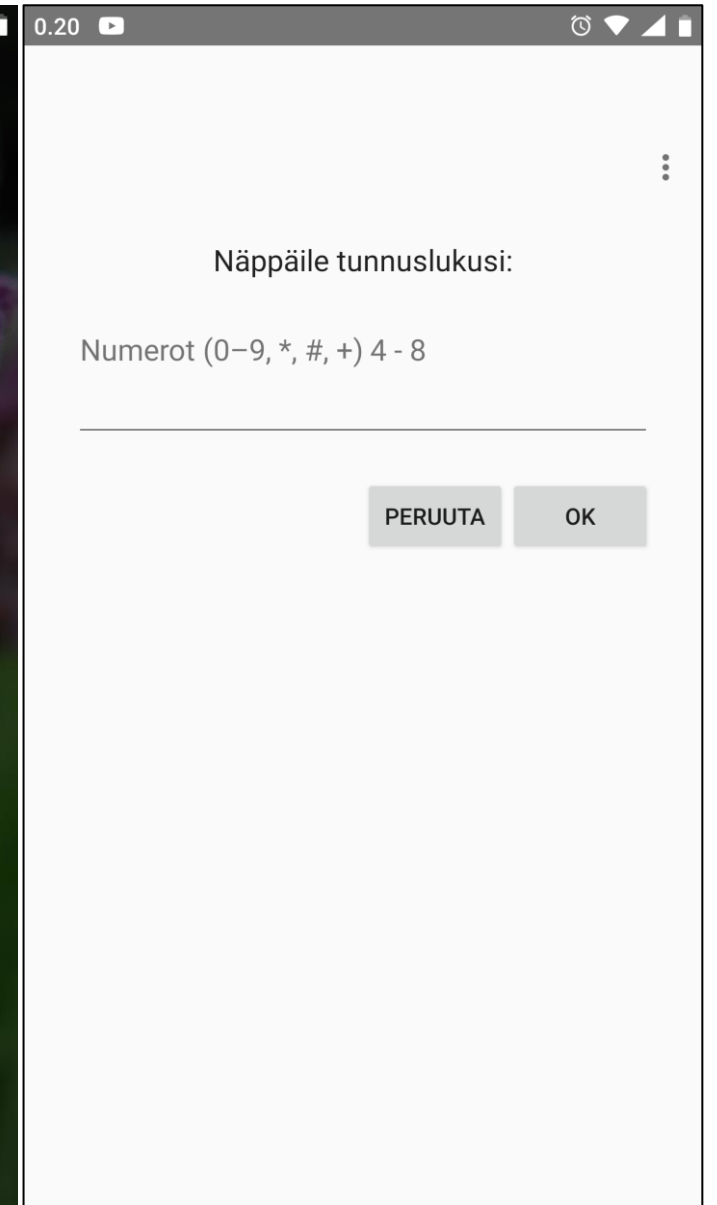 0.20
Näppäile tunnuslukusi:
Numerot (0–9, *, #, +) 4 - 8
PERUUTA OK